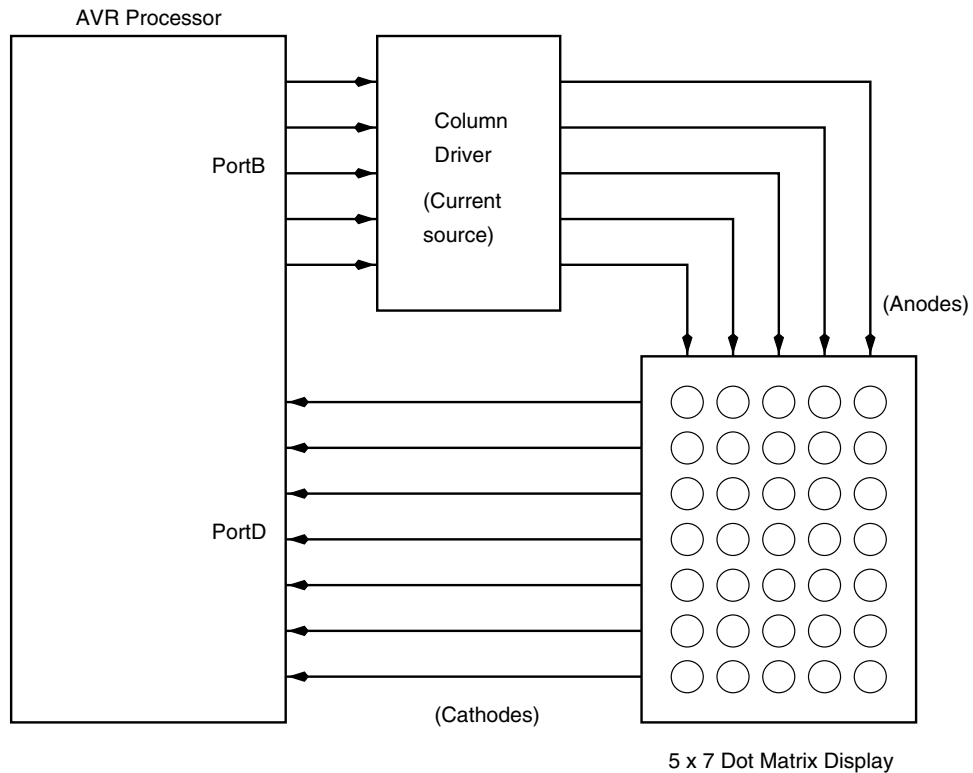 AVR Processor
PortB
Column
Driver
(Current
source)
(Anodes)
PortD
(Cathodes)
5 x 7 Dot Matrix Display